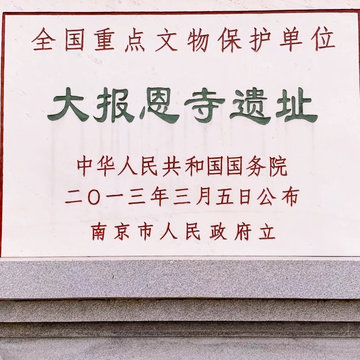 全国重点文物保护单位
大报恩寺遗址
中华人民共和国国务院
二〇一三年三月五日公布
南京市人民政府立